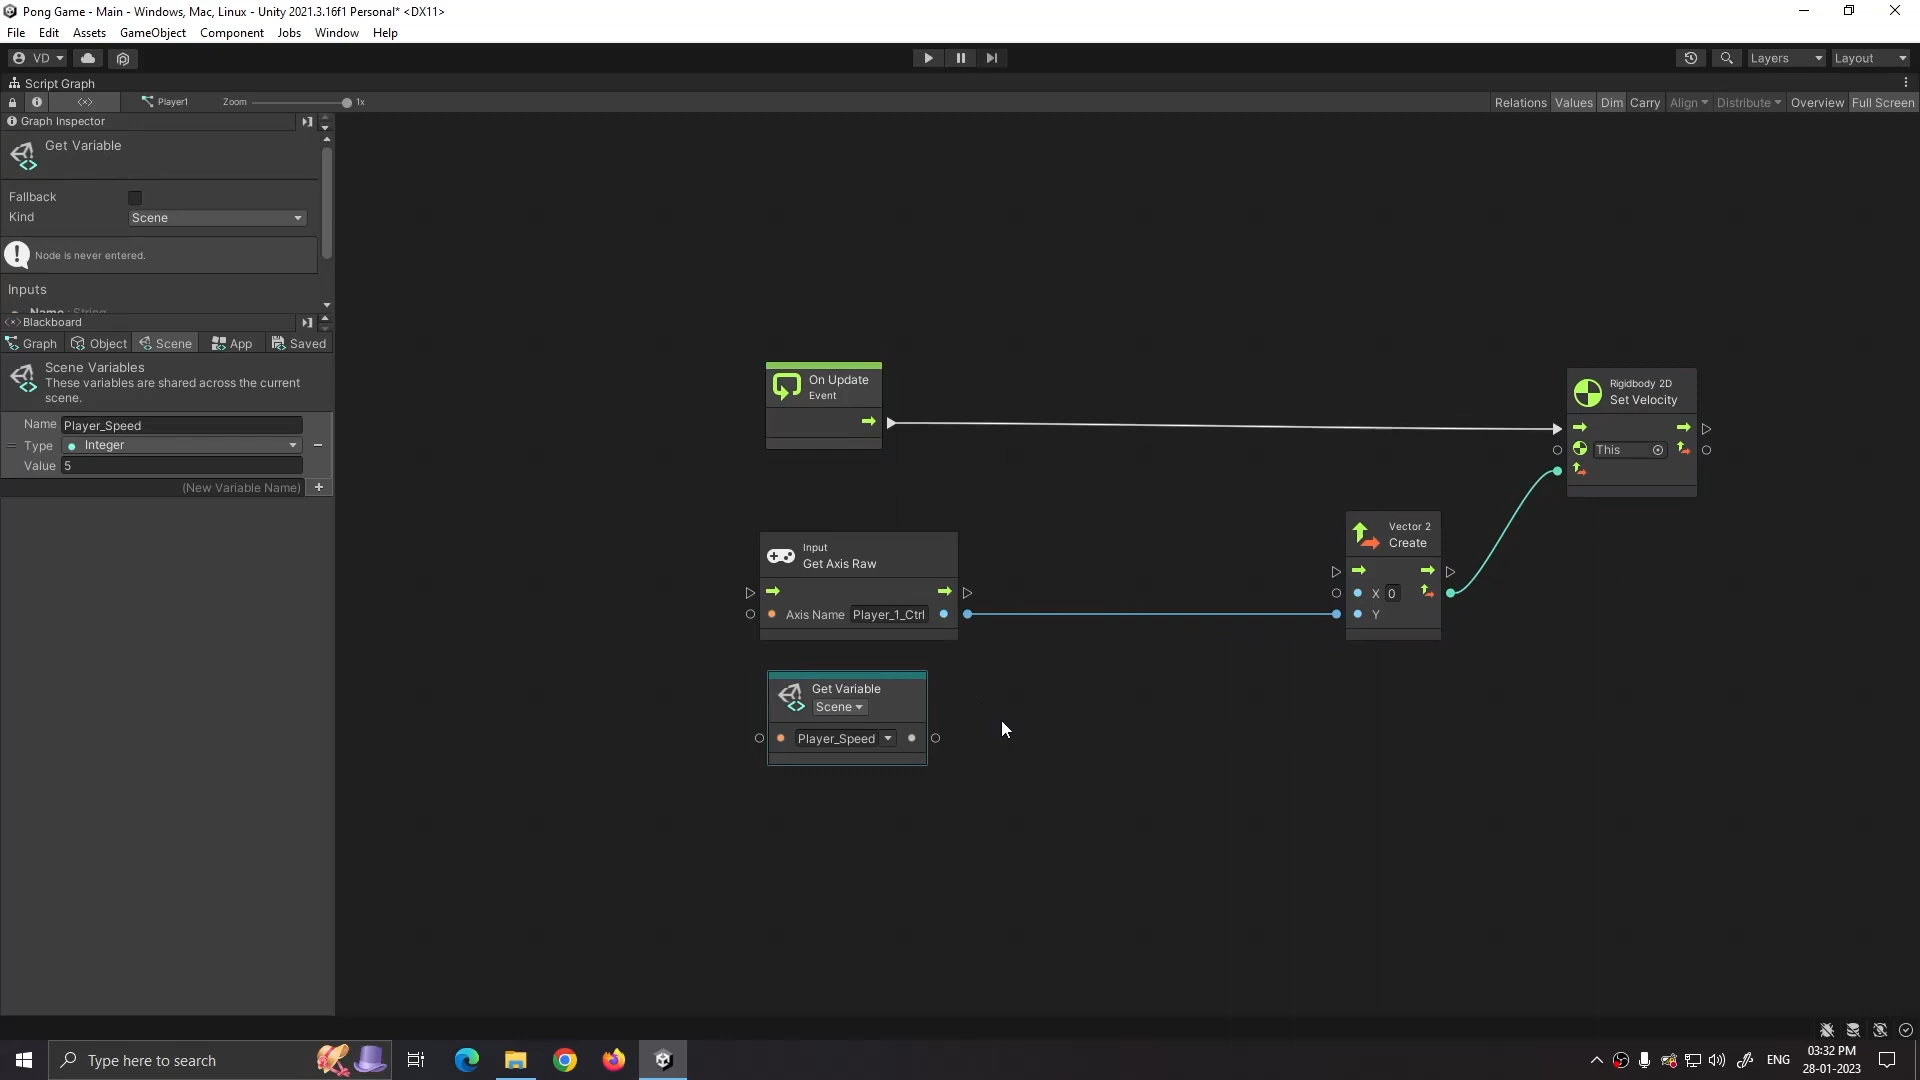 Pong Game - Main - Windows, Mac, Linux - Unity 2021.3.16f1 Personal* <DX11>
File Edit Assets GameObject Component Jobs Window Help
VD Layers Layout
Script Graph
Player1 Zoom 1x Relations Values Dim Carry Align Distribute Overview Full Screen
Graph Inspector
Get Variable
Fallback
Kind Scene
Node is never entered.
Inputs
Name: String
Blackboard
Graph Object Scene App Saved
Scene Variables
These variables are shared across the current
scene.
Name Player_Speed
Type Integer
Value 5
(New Variable Name)
On Update
Event
Rigidbody 2D
Set Velocity
This
Input
Get Axis Raw
Axis Name Player_1_Ctrl
Vector 2
Create
X 0
Y
Get Variable
Scene
Player_Speed
Type here to search
ENG
03:32 PM
28-01-2023